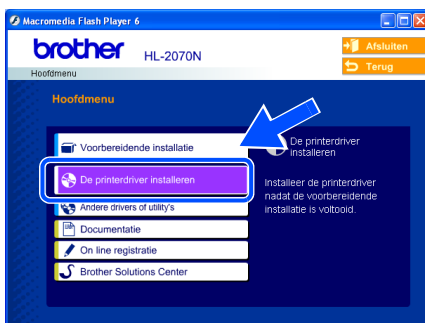 Macromedia Flash Player 6
brother
HL-2070N
Afsluiten
Terug
Hoofdmenu
Hoofdmenu
Voorbereidende installatie
De printerdriver installeren
Andere drivers of utility's
Documentatie
On line registratie
Brother Solutions Center
De printerdriver
installeren
Installeer de printerdriver
nadat de voorbereidende
installatie is voltooid.